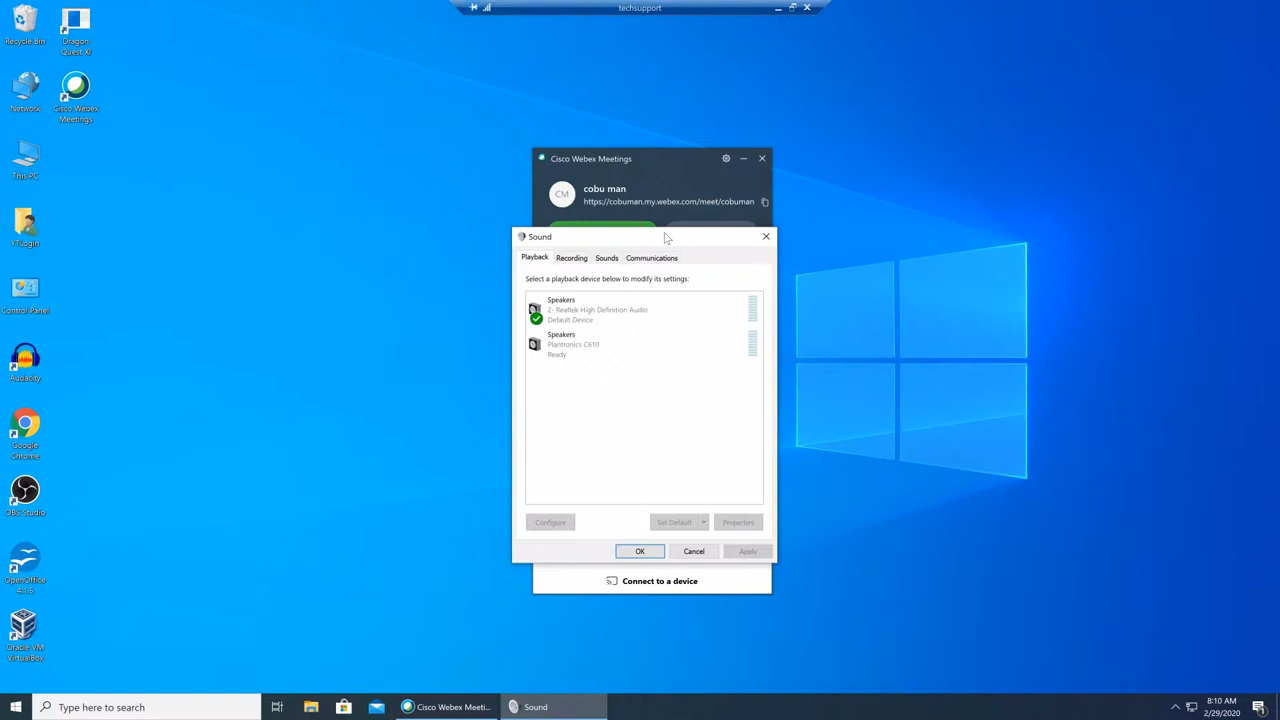 techsupport
Recycle Bin
Dragon
Quest XI
Network
Cisco Webex
Meetings
This PC
YTLogin
Control Panel
Audacity
Google
Chrome
OBS Studio
OpenOffice
4.1.6
Oracle VM
VirtualBox
Cisco Webex Meetings
CM
cobu man
https://cobuman.my.webex.com/meet/cobuman
Sound
Playback Recording Sounds Communications
Select a playback device below to modify its settings:
Speakers
2- Realtek High Definition Audio
Default Device
Speakers
Plantronics C610
Ready
Configure Set Default Properties
OK Cancel Apply
Connect to a device
Type here to search
Cisco Webex Meeti...
Sound
8:10 AM
2/29/2020